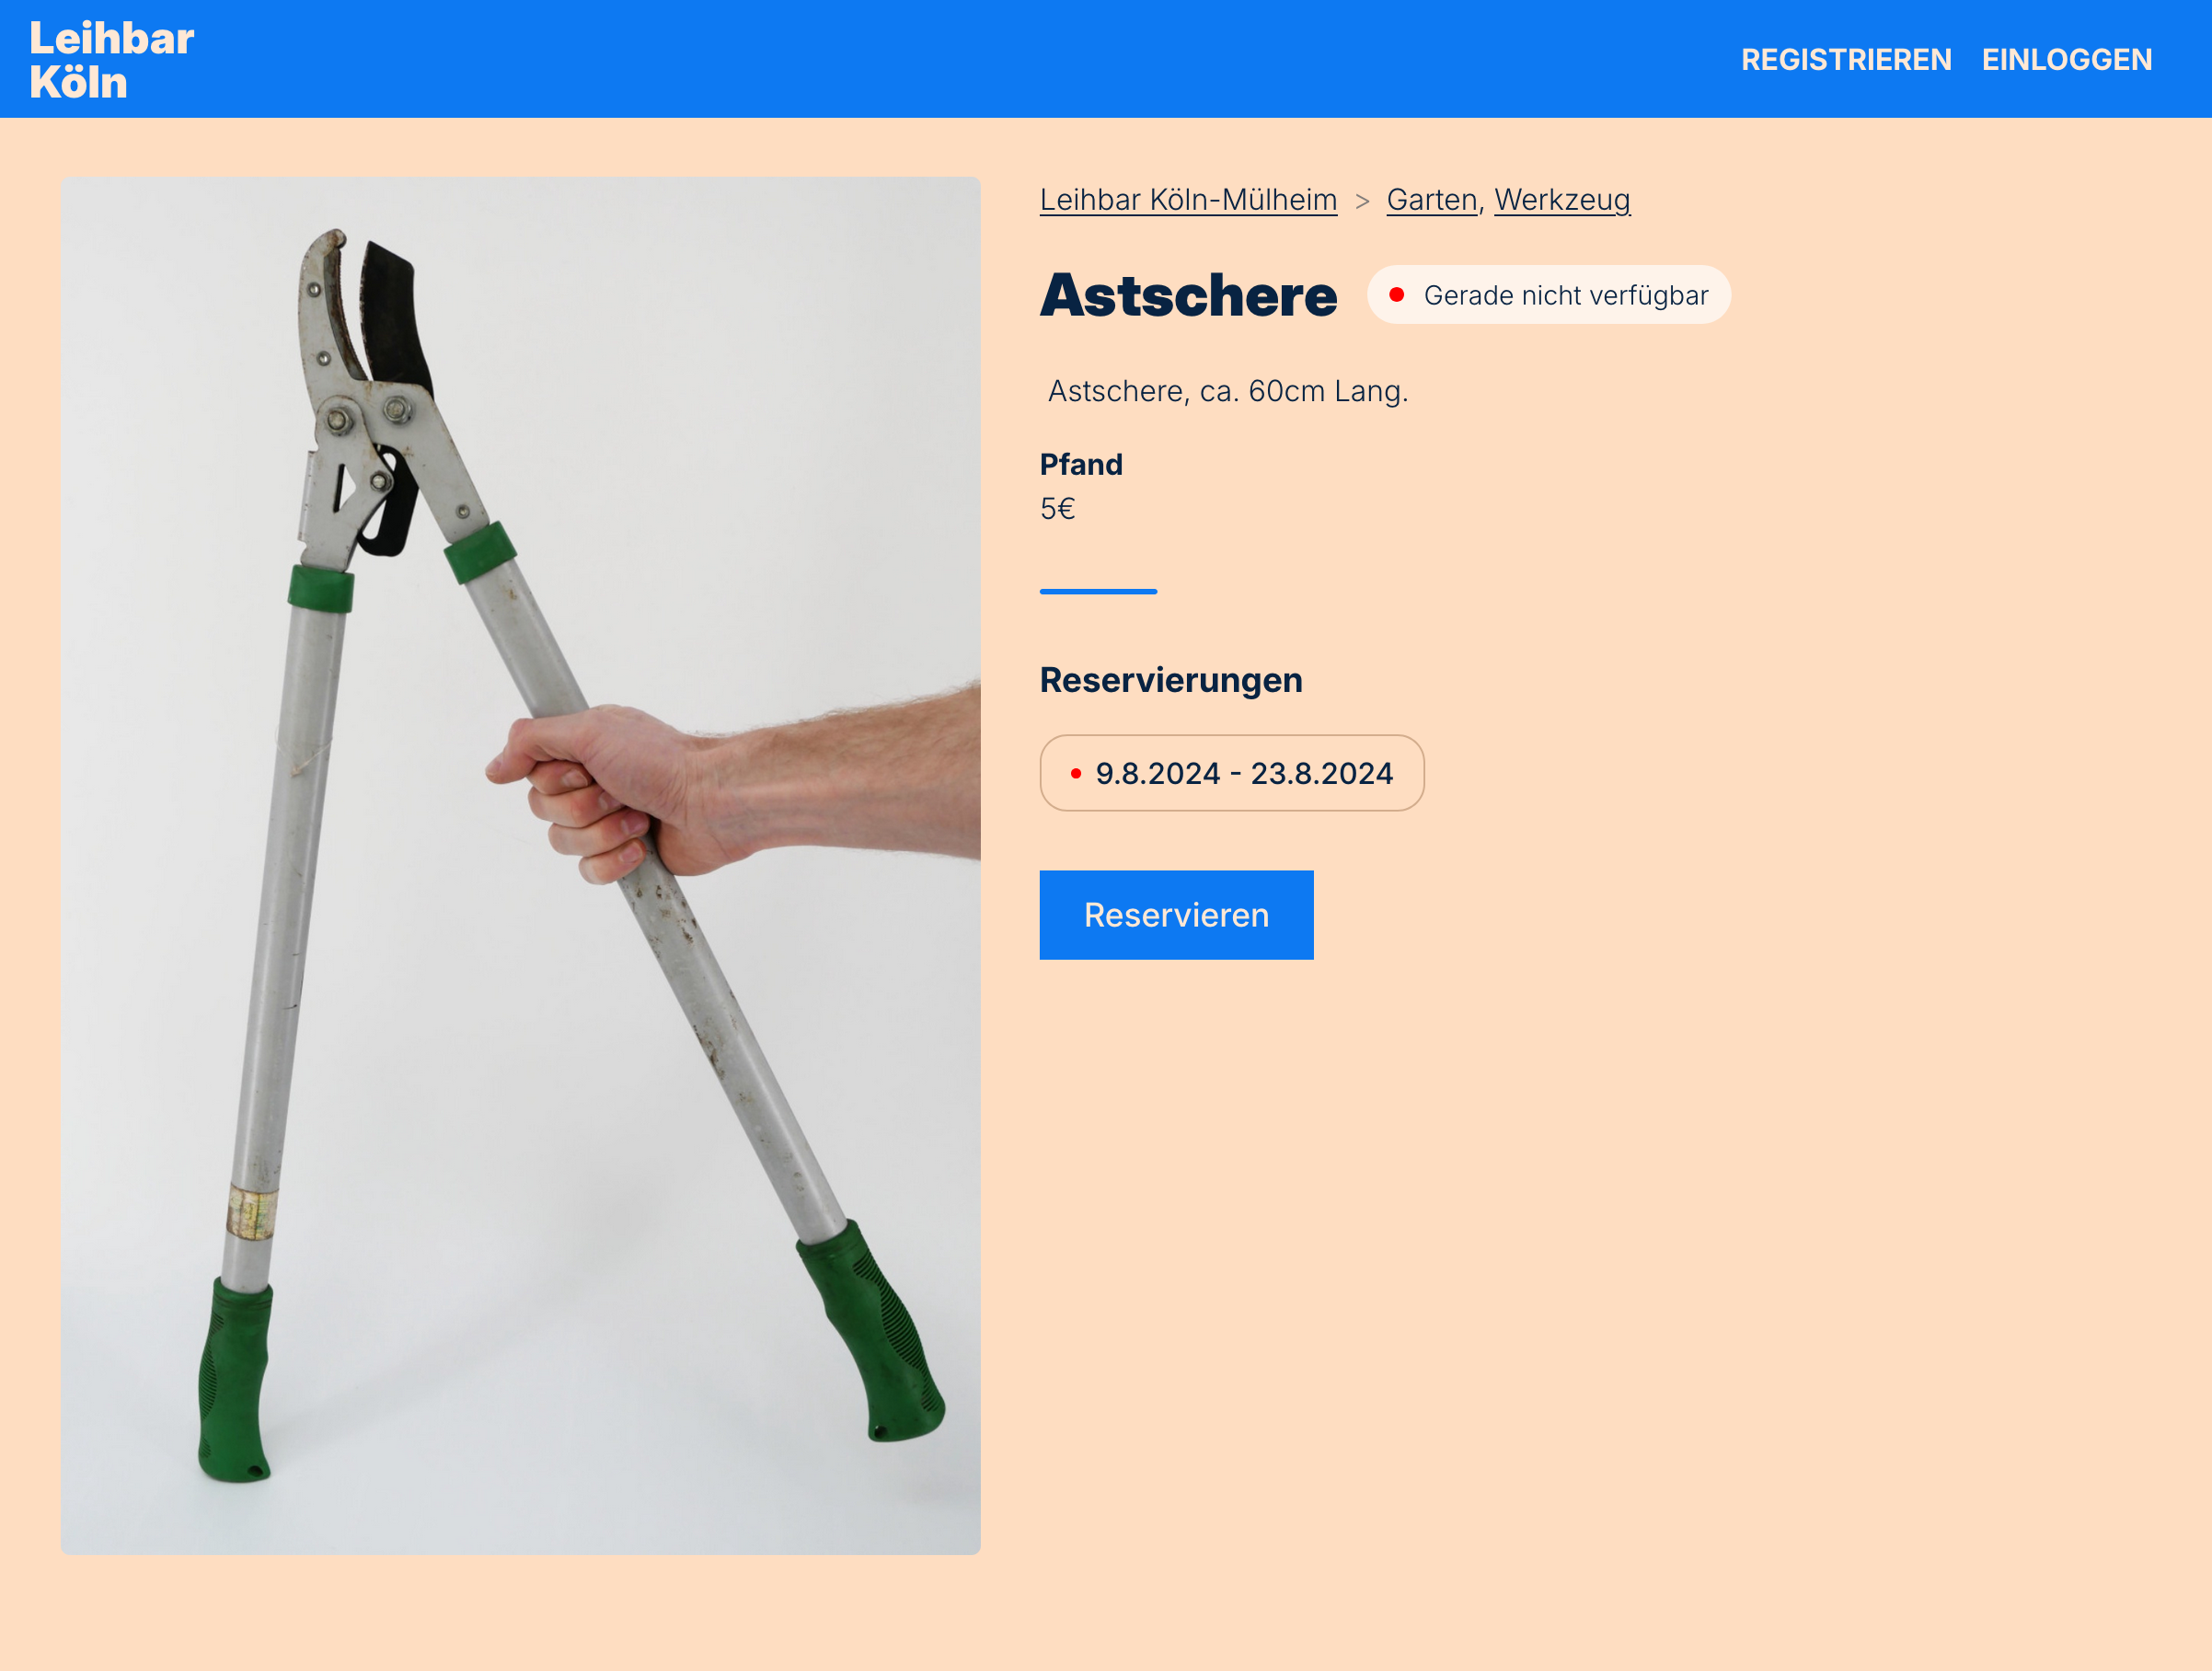 Leihbar
Köln
REGISTRIEREN EINLOGGEN
Leihbar Köln-Mülheim > Garten, Werkzeug
Astschere
Gerade nicht verfügbar
Astschere, ca. 60cm Lang.
Pfand
5€
Reservierungen
9.8.2024 - 23.8.2024
Reservieren